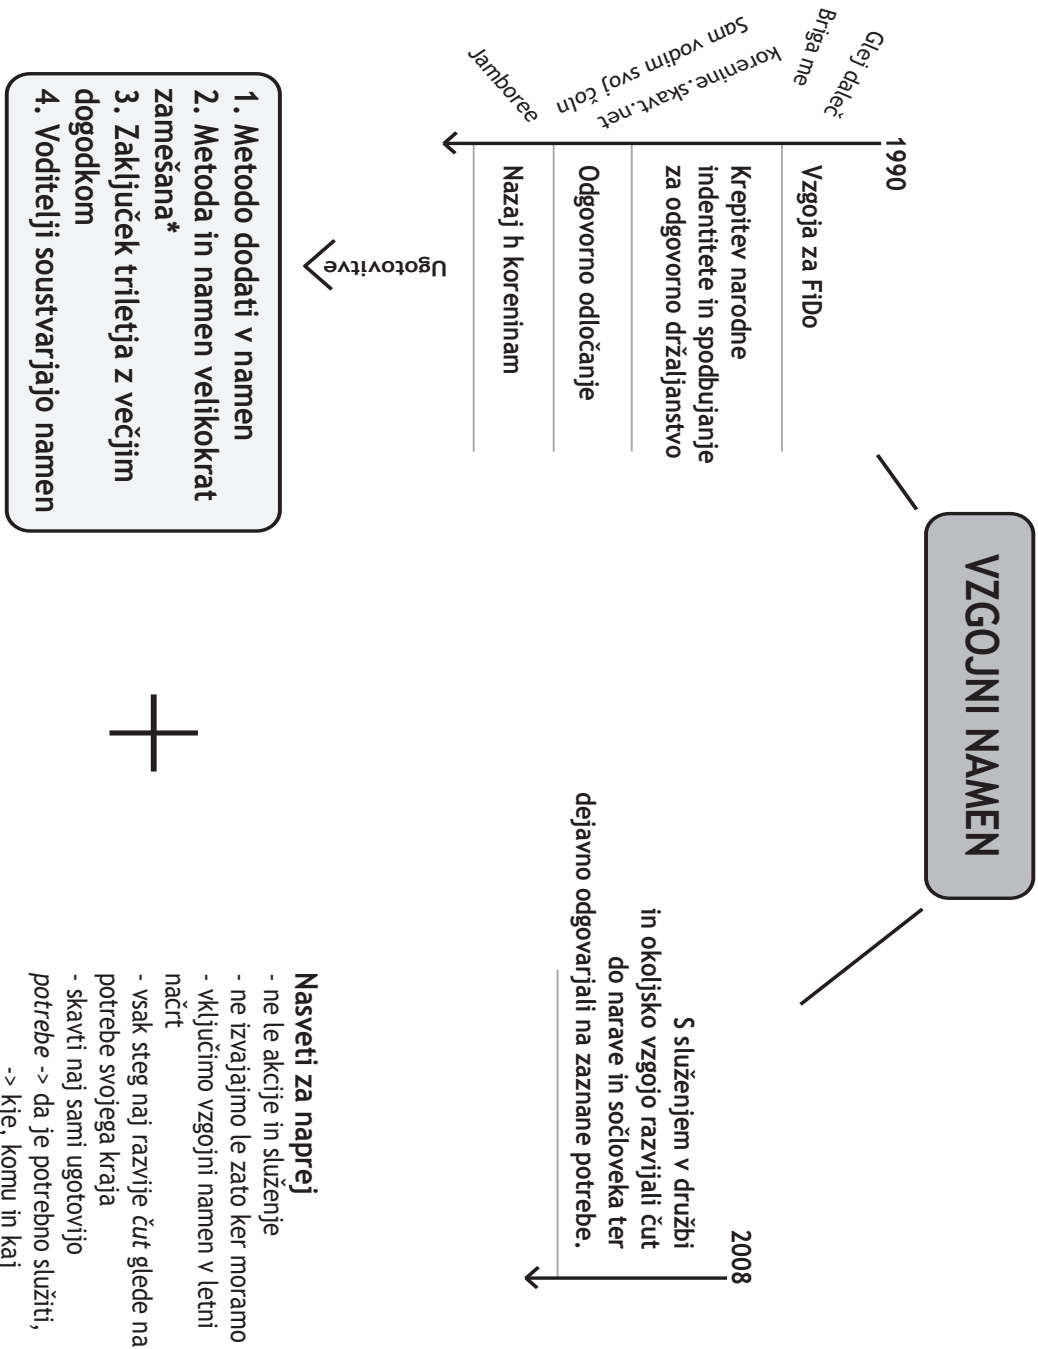 VZGOJNI NAMEN
1990
Glej daleč
Briga me
Vzgoja za FiDo
korenine.skavt.net
Krepitev narodne
indentitete in spodbujanje
za odgovorno držaljanstvo
Sam vodim svoj čoln
Odgovorno odločanje
Jamboree
Nazaj h koreninam
Ugotovitve
1. Metodo dodati v namen
2. Metoda in namen velikokrat
zamešana*
3. Zaključek triletja z večjim
dogodkom
4. Voditelji soustvarjajo namen
2008
S služenjem v družbi
in okoljsko vzgojo razvijali čut
do narave in sočloveka ter
dejavno odgovarjali na zaznane potrebe.
Nasveti za naprej
- ne le akcije in služenje
- ne izvajajmo le zato ker moramo
- vključimo vzgojni namen v letni
načrt
- vsak steg naj razvije čut glede na
potrebe svojega kraja
- skavti naj sami ugotovijo
potrebe -> da je potrebno služiti,
-> kje, komu in kaj